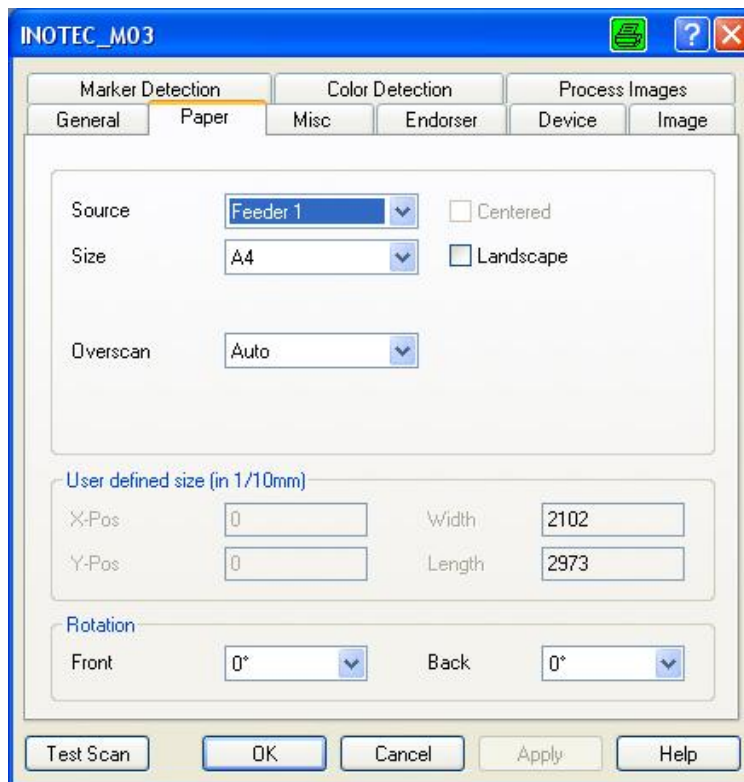 INOTEC_M03
Marker Detection Color Detection Process Images
General Paper Misc Endorser Device Image
Source Feeder 1 Centered
Size A4 Landscape
Overscan Auto
User defined size (in 1/10mm)
X-Pos 0 Width 2102
Y-Pos 0 Length 2973
Rotation
Front 0° Back 0°
Test Scan OK Cancel Apply Help